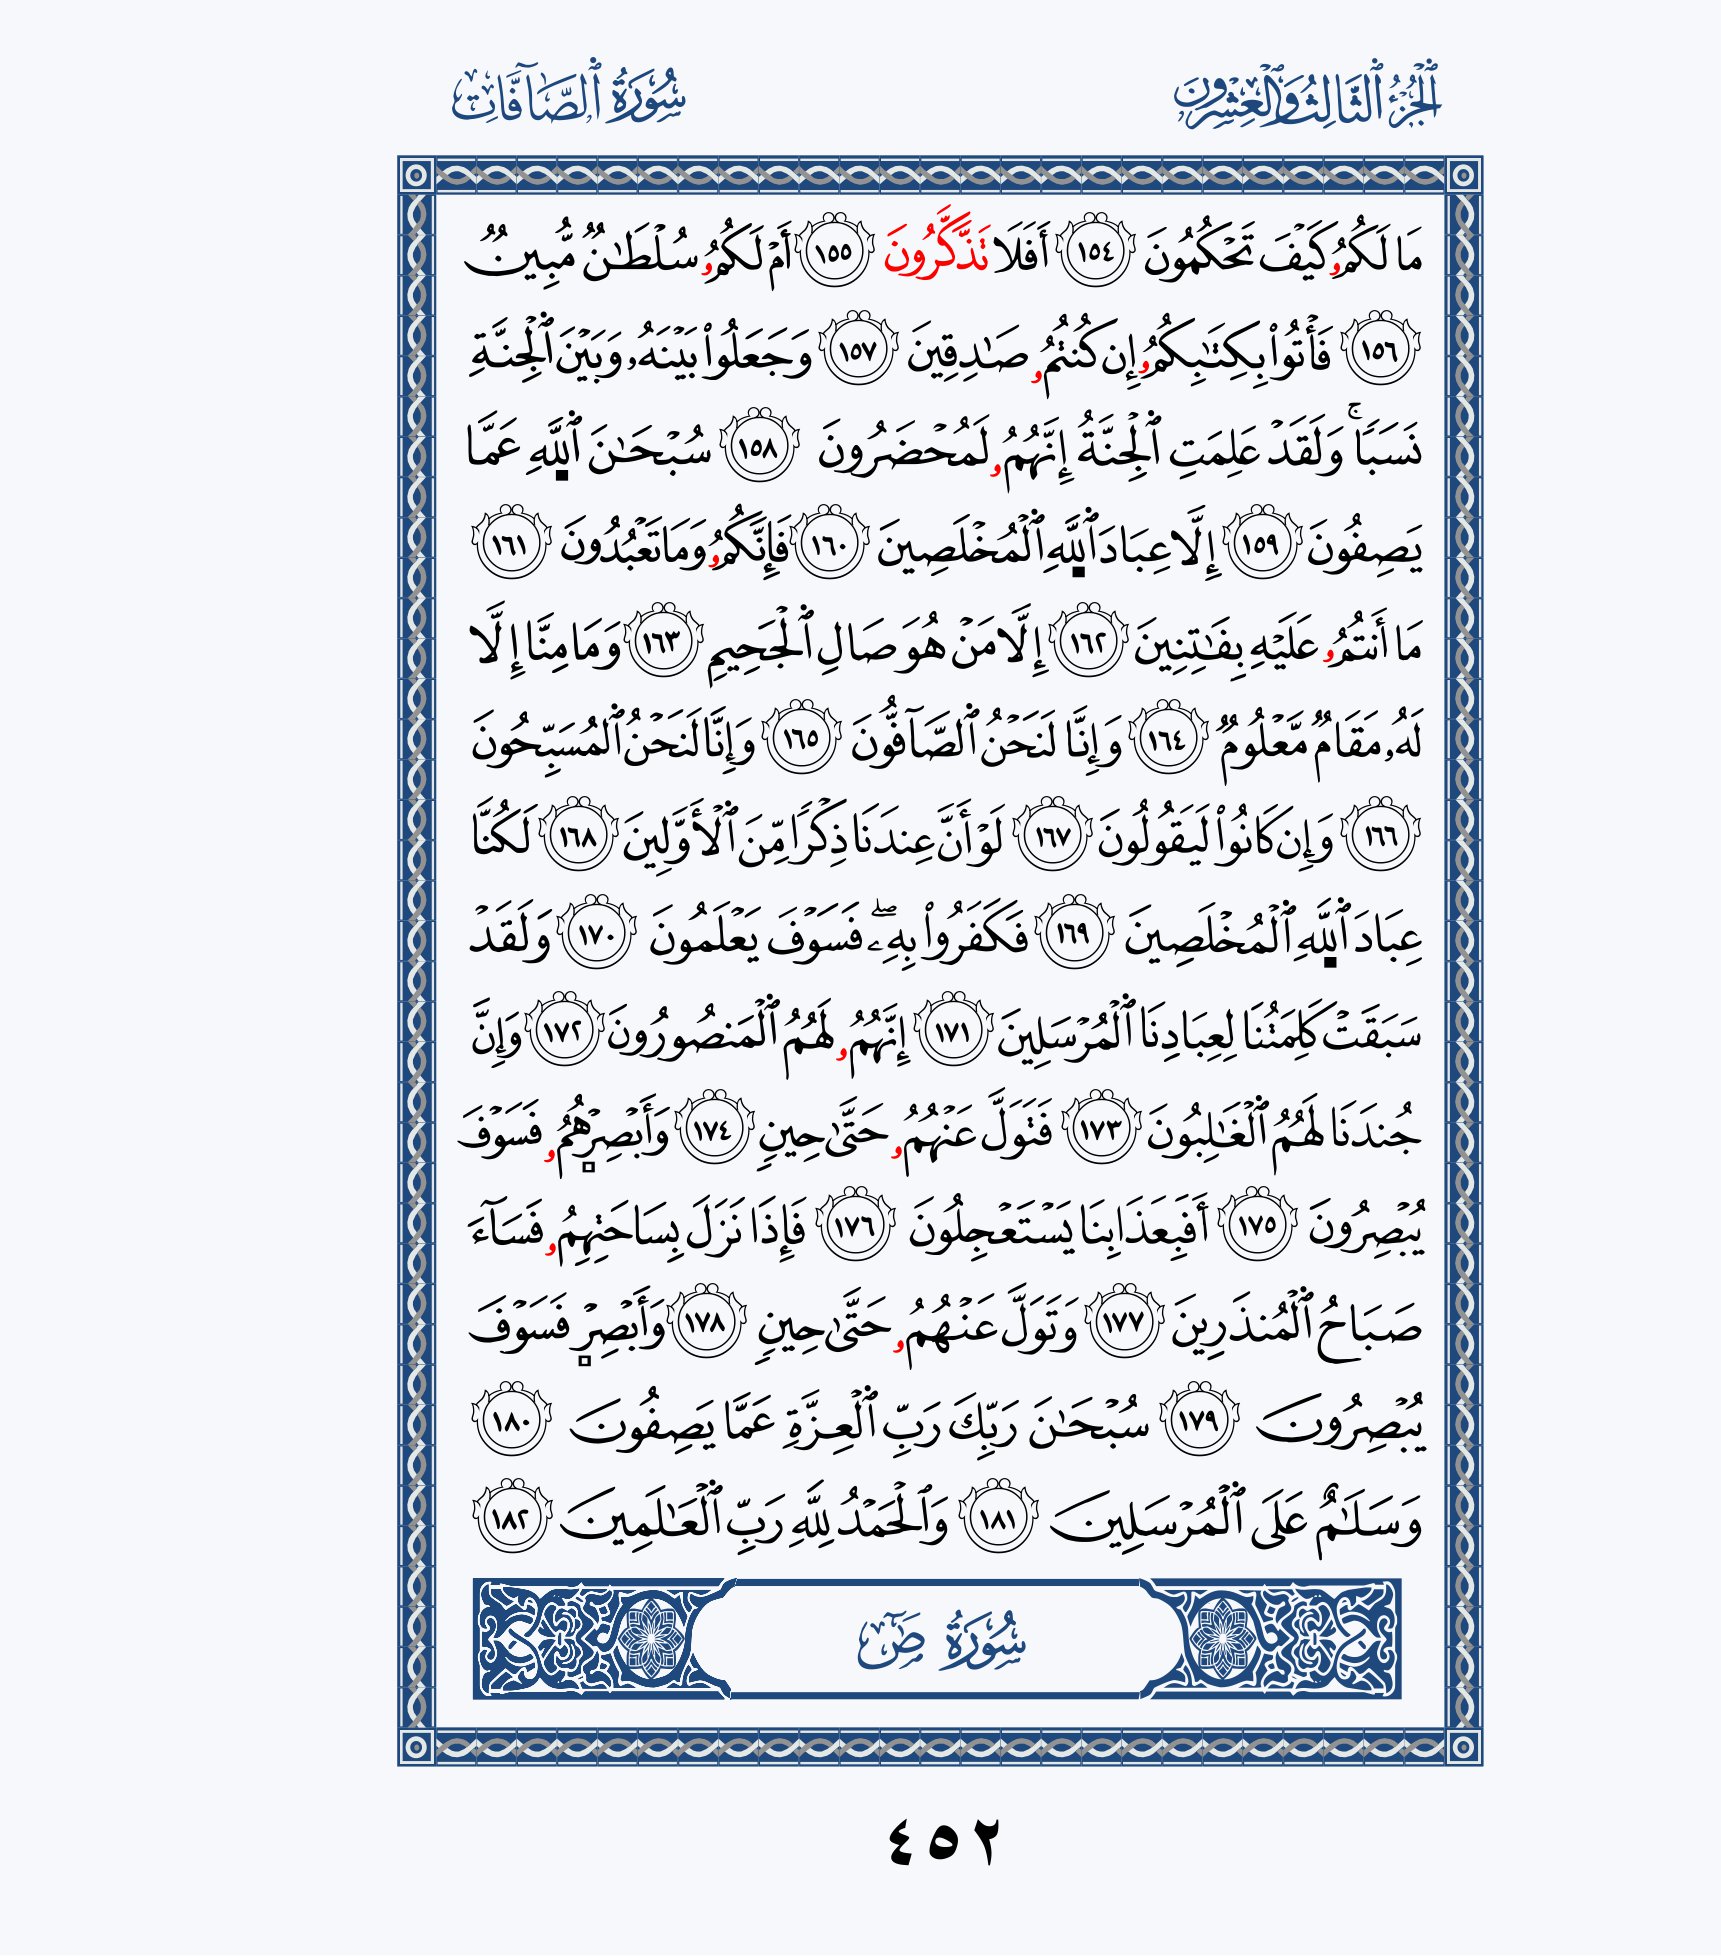 ٱلْجُزْءُ ٱلثَّالِثُ وَٱلْعِشْرُونَ
سُورَةُ ٱلصَّآفَّاتِ
مَا لَكُمُۥ كَيْفَ تَحْكُمُونَ ١٥٤ أَفَلَا تَذَّكَّرُونَ ١٥٥ أَمْ لَكُمُۥ سُلْطَٰنٌ مُّبِينٌ
١٥٦ فَأْتُوا۟ بِكِتَٰبِكُمُۥ إِن كُنتُمُۥ صَٰدِقِينَ ١٥٧ وَجَعَلُوا۟ بَيْنَهُۥ وَبَيْنَ ٱلْجِنَّةِ
نَسَبًا ۚ وَلَقَدْ عَلِمَتِ ٱلْجِنَّةُ إِنَّهُمُۥ لَمُحْضَرُونَ ١٥٨ سُبْحَٰنَ ٱللَّهِ عَمَّا
يَصِفُونَ ١٥٩ إِلَّا عِبَادَ ٱللَّهِ ٱلْمُخْلَصِينَ ١٦٠ فَإِنَّكُمُۥ وَمَا تَعْبُدُونَ ١٦١
مَا أَنتُمُۥ عَلَيْهِ بِفَٰتِنِينَ ١٦٢ إِلَّا مَنْ هُوَ صَالِ ٱلْجَحِيمِ ١٦٣ وَمَا مِنَّا إِلَّا
لَهُۥ مَقَامٌ مَّعْلُومٌ ١٦٤ وَإِنَّا لَنَحْنُ ٱلصَّآفُّونَ ١٦٥ وَإِنَّا لَنَحْنُ ٱلْمُسَبِّحُونَ
١٦٦ وَإِن كَانُوا۟ لَيَقُولُونَ ١٦٧ لَوْ أَنَّ عِندَنَا ذِكْرًا مِّنَ ٱلْأَوَّلِينَ ١٦٨ لَكُنَّا
عِبَادَ ٱللَّهِ ٱلْمُخْلَصِينَ ١٦٩ فَكَفَرُوا۟ بِهِۦ ۖ فَسَوْفَ يَعْلَمُونَ ١٧٠ وَلَقَدْ
سَبَقَتْ كَلِمَتُنَا لِعِبَادِنَا ٱلْمُرْسَلِينَ ١٧١ إِنَّهُمُۥ لَهُمُ ٱلْمَنصُورُونَ ١٧٢ وَإِنَّ
جُندَنَا لَهُمُ ٱلْغَٰلِبُونَ ١٧٣ فَتَوَلَّ عَنْهُمُۥ حَتَّىٰ حِينٍ ١٧٤ وَأَبْصِرْهُمُۥ فَسَوْفَ
يُبْصِرُونَ ١٧٥ أَفَبِعَذَابِنَا يَسْتَعْجِلُونَ ١٧٦ فَإِذَا نَزَلَ بِسَاحَتِهِمُۥ فَسَآءَ
صَبَاحُ ٱلْمُنذَرِينَ ١٧٧ وَتَوَلَّ عَنْهُمُۥ حَتَّىٰ حِينٍ ١٧٨ وَأَبْصِرْ فَسَوْفَ
يُبْصِرُونَ ١٧٩ سُبْحَٰنَ رَبِّكَ رَبِّ ٱلْعِزَّةِ عَمَّا يَصِفُونَ ١٨٠
وَسَلَٰمٌ عَلَى ٱلْمُرْسَلِينَ ١٨١ وَٱلْحَمْدُ لِلَّهِ رَبِّ ٱلْعَٰلَمِينَ ١٨٢
سُورَةُ صٓ
٤٥٢